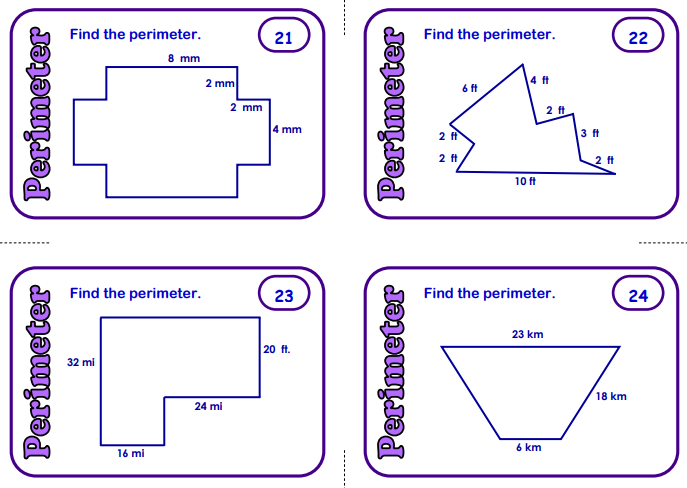 Perimeter
Find the perimeter.
21
8 mm
2 mm
2 mm
4 mm
Perimeter
Find the perimeter.
22
6 ft
4 ft
2 ft
3 ft
2 ft
2 ft
2 ft
10 ft
Perimeter
Find the perimeter.
23
32 mi
20 ft.
24 mi
16 mi
Perimeter
Find the perimeter.
24
23 km
18 km
6 km